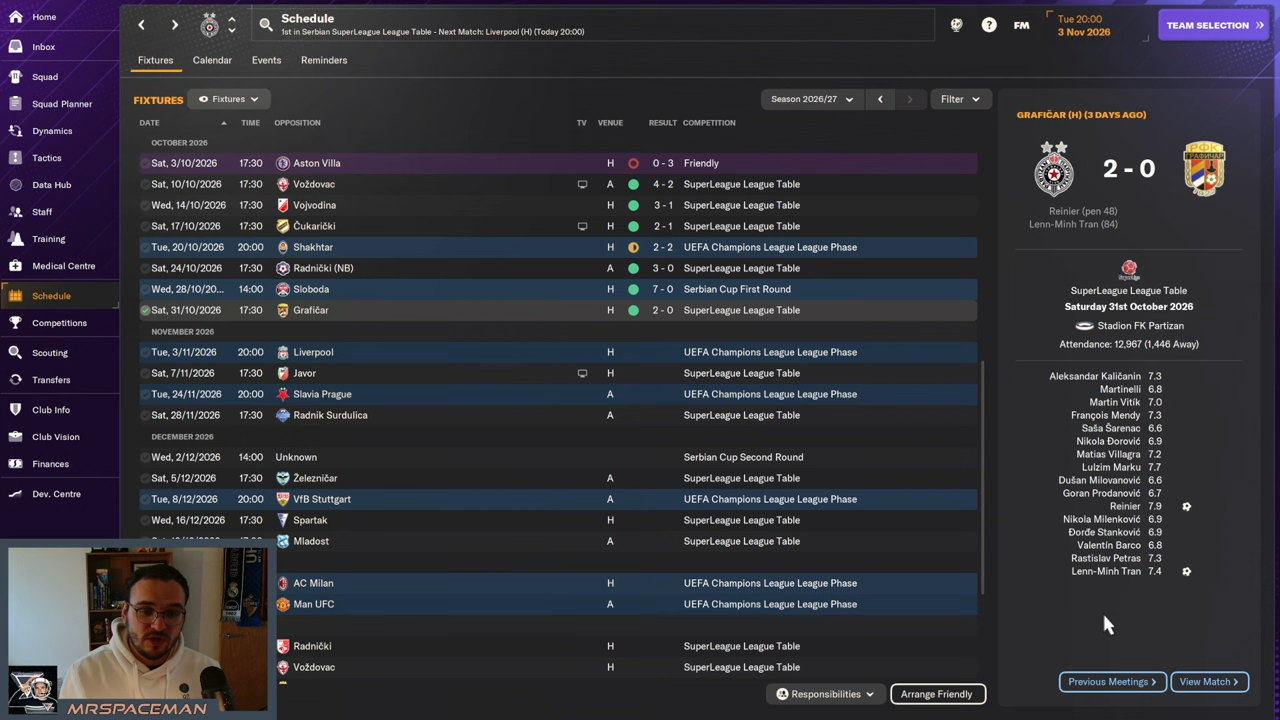 Home
Inbox
Squad
Squad Planner
Dynamics
Tactics
Data Hub
Staff
Training
Medical Centre
Schedule
Competitions
Scouting
Transfers
Club Info
Club Vision
Finances
Dev. Centre
Schedule
1st in Serbian SuperLeague League Table - Next Match: Liverpool (H) (Today 20:00)
FM
Tue 20:00
3 Nov 2026
TEAM SELECTION
Fixtures Calendar Events Reminders
FIXTURES Fixtures Season 2026/27 Filter
DATE TIME OPPOSITION TV VENUE RESULT COMPETITION
OCTOBER 2026
Sat, 3/10/2026 17:30 Aston Villa H 0 - 3 Friendly
Sat, 10/10/2026 17:30 Voždovac A 4 - 2 SuperLeague League Table
Wed, 14/10/2026 17:30 Vojvodina H 3 - 1 SuperLeague League Table
Sat, 17/10/2026 17:30 Čukarički H 2 - 1 SuperLeague League Table
Tue, 20/10/2026 20:00 Shakhtar H 2 - 2 UEFA Champions League League Phase
Sat, 24/10/2026 17:30 Radnički (NB) A 3 - 0 SuperLeague League Table
Wed, 28/10/20... 14:00 Sloboda H 7 - 0 Serbian Cup First Round
Sat, 31/10/2026 17:30 Grafičar H 2 - 0 SuperLeague League Table
NOVEMBER 2026
Tue, 3/11/2026 20:00 Liverpool H UEFA Champions League League Phase
Sat, 7/11/2026 17:30 Javor H SuperLeague League Table
Tue, 24/11/2026 20:00 Slavia Prague A UEFA Champions League League Phase
Sat, 28/11/2026 17:30 Radnik Surdulica A SuperLeague League Table
DECEMBER 2026
Wed, 2/12/2026 14:00 Unknown Serbian Cup Second Round
Sat, 5/12/2026 17:30 Železničar A SuperLeague League Table
Tue, 8/12/2026 20:00 VfB Stuttgart A UEFA Champions League League Phase
Wed, 16/12/2026 17:30 Spartak H SuperLeague League Table
Mladost A SuperLeague League Table
AC Milan H UEFA Champions League League Phase
Man UFC A UEFA Champions League League Phase
Radnički H SuperLeague League Table
Voždovac H SuperLeague League Table
Responsibilities Arrange Friendly
GRAFIČAR (H) (3 DAYS AGO)
2 - 0
Reinier (pen 48)
Lenn-Minh Tran (84)
SuperLeague League Table
Saturday 31st October 2026
Stadion FK Partizan
Attendance: 12,967 (1,446 Away)
Aleksandar Kaličanin 7.3
Martinelli 6.8
Martin Vitík 7.0
François Mendy 7.3
Saša Šarenac 6.6
Nikola Đorović 6.9
Matias Villagra 7.2
Lulzim Marku 7.7
Dušan Milovanović 6.6
Goran Prodanović 6.7
Reinier 7.9
Nikola Milenković 6.9
Đorđe Stanković 6.9
Valentín Barco 6.8
Rastislav Petras 7.3
Lenn-Minh Tran 7.4
Previous Meetings View Match
MRSPACEMAN